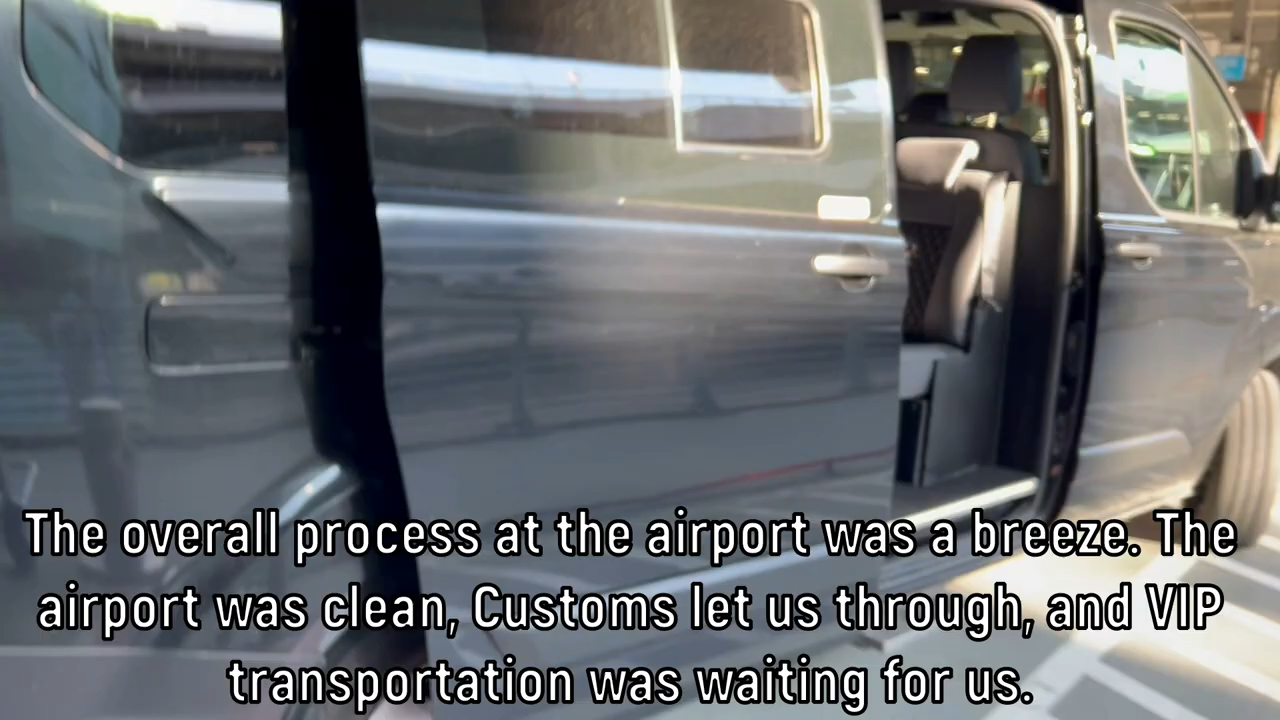 The overall process at the airport was a breeze. The
airport was clean, Customs let us through, and VIP
transportation was waiting for us.